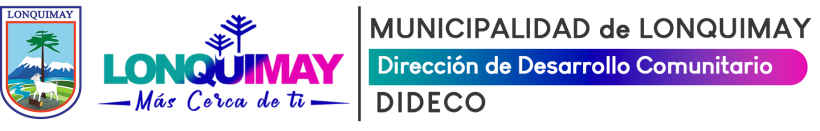 LONQUIMAY
LONQUIMAY
Más Cerca de ti
MUNICIPALIDAD de LONQUIMAY
Dirección de Desarrollo Comunitario
DIDECO